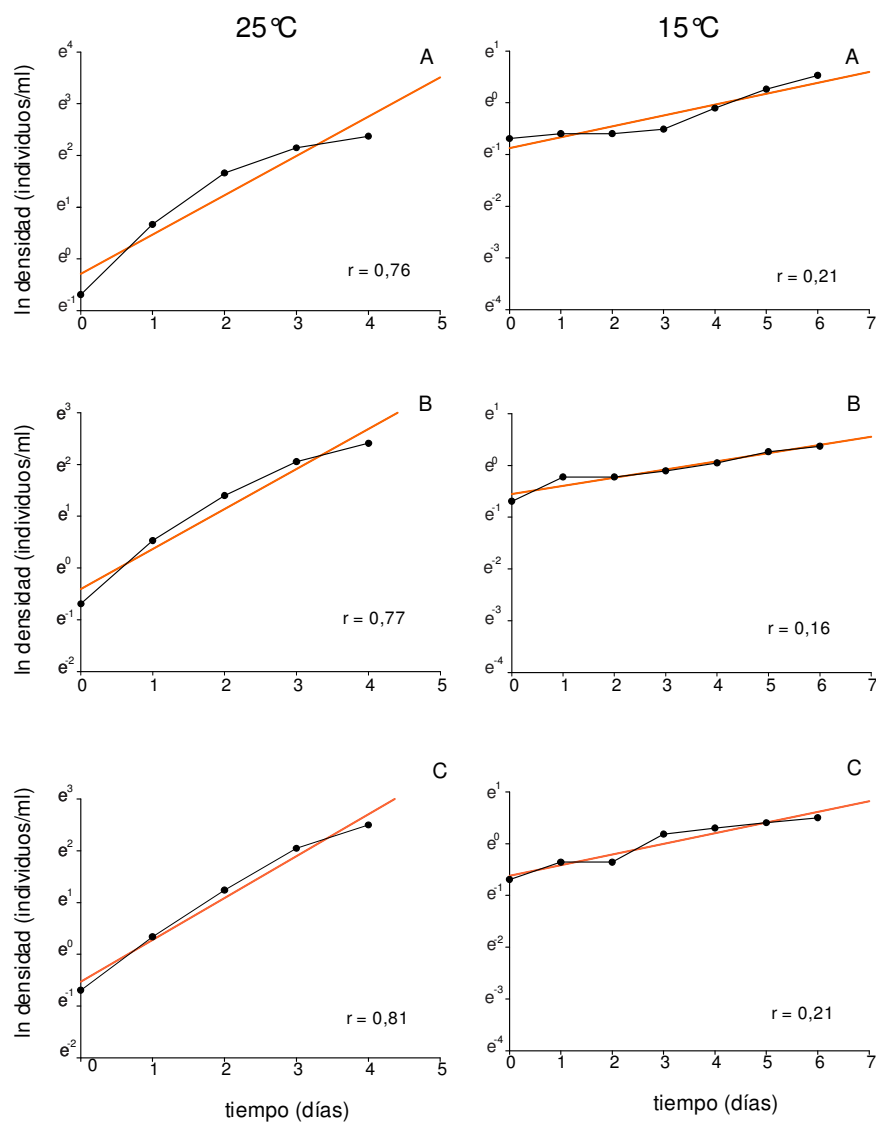 25°C
15°C
A
ln densidad (individuos/ml)
e⁴
e³
e²
e¹
e⁰
e⁻¹
0 1 2 3 4 5
r = 0,76
A
e¹
e⁰
e⁻¹
e⁻²
e⁻³
e⁻⁴
0 1 2 3 4 5 6 7
r = 0,21
B
ln densidad (individuos/ml)
e³
e²
e¹
e⁰
e⁻¹
e⁻²
0 1 2 3 4 5
r = 0,77
B
e¹
e⁰
e⁻¹
e⁻²
e⁻³
e⁻⁴
0 1 2 3 4 5 6 7
r = 0,16
C
ln densidad (individuos/ml)
e³
e²
e¹
e⁰
e⁻¹
e⁻²
0 1 2 3 4 5
r = 0,81
tiempo (días)
C
e¹
e⁰
e⁻¹
e⁻²
e⁻³
e⁻⁴
0 1 2 3 4 5 6 7
r = 0,21
tiempo (días)